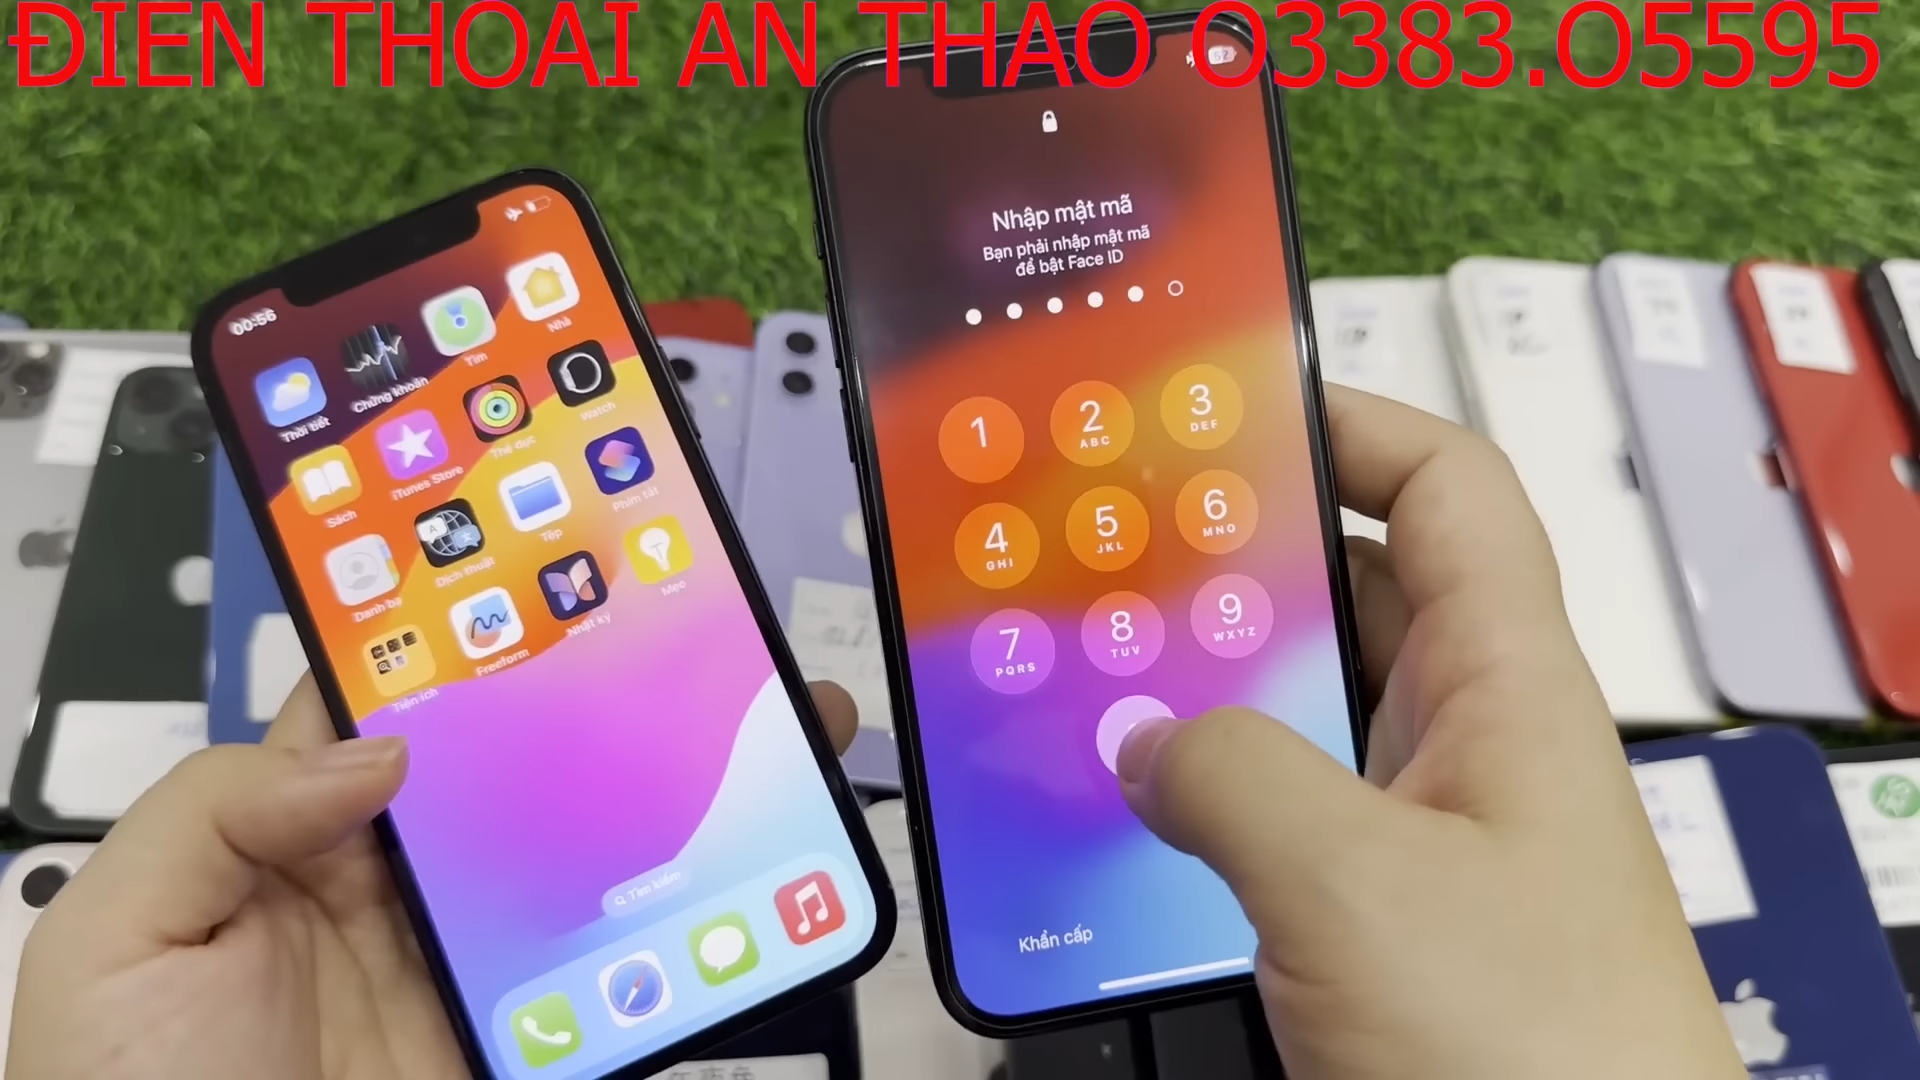 ĐIEN THOAI AN THAO O3383.O5595
52
Nhập mật mã
Bạn phải nhập mật mã
để bật Face ID
1
2
ABC
3
DEF
4
GHI
5
JKL
6
MNO
7
PQRS
8
TUV
9
WXYZ
Khẩn cấp
00:56
Thời tiết
Chứng khoán
Tìm
Nhà
Sách
iTunes Store
Thể dục
Watch
Danh bạ
Dịch thuật
Tệp
Phím tắt
Tiện ích
Freeform
Nhật ký
Mẹo
Tìm kiếm